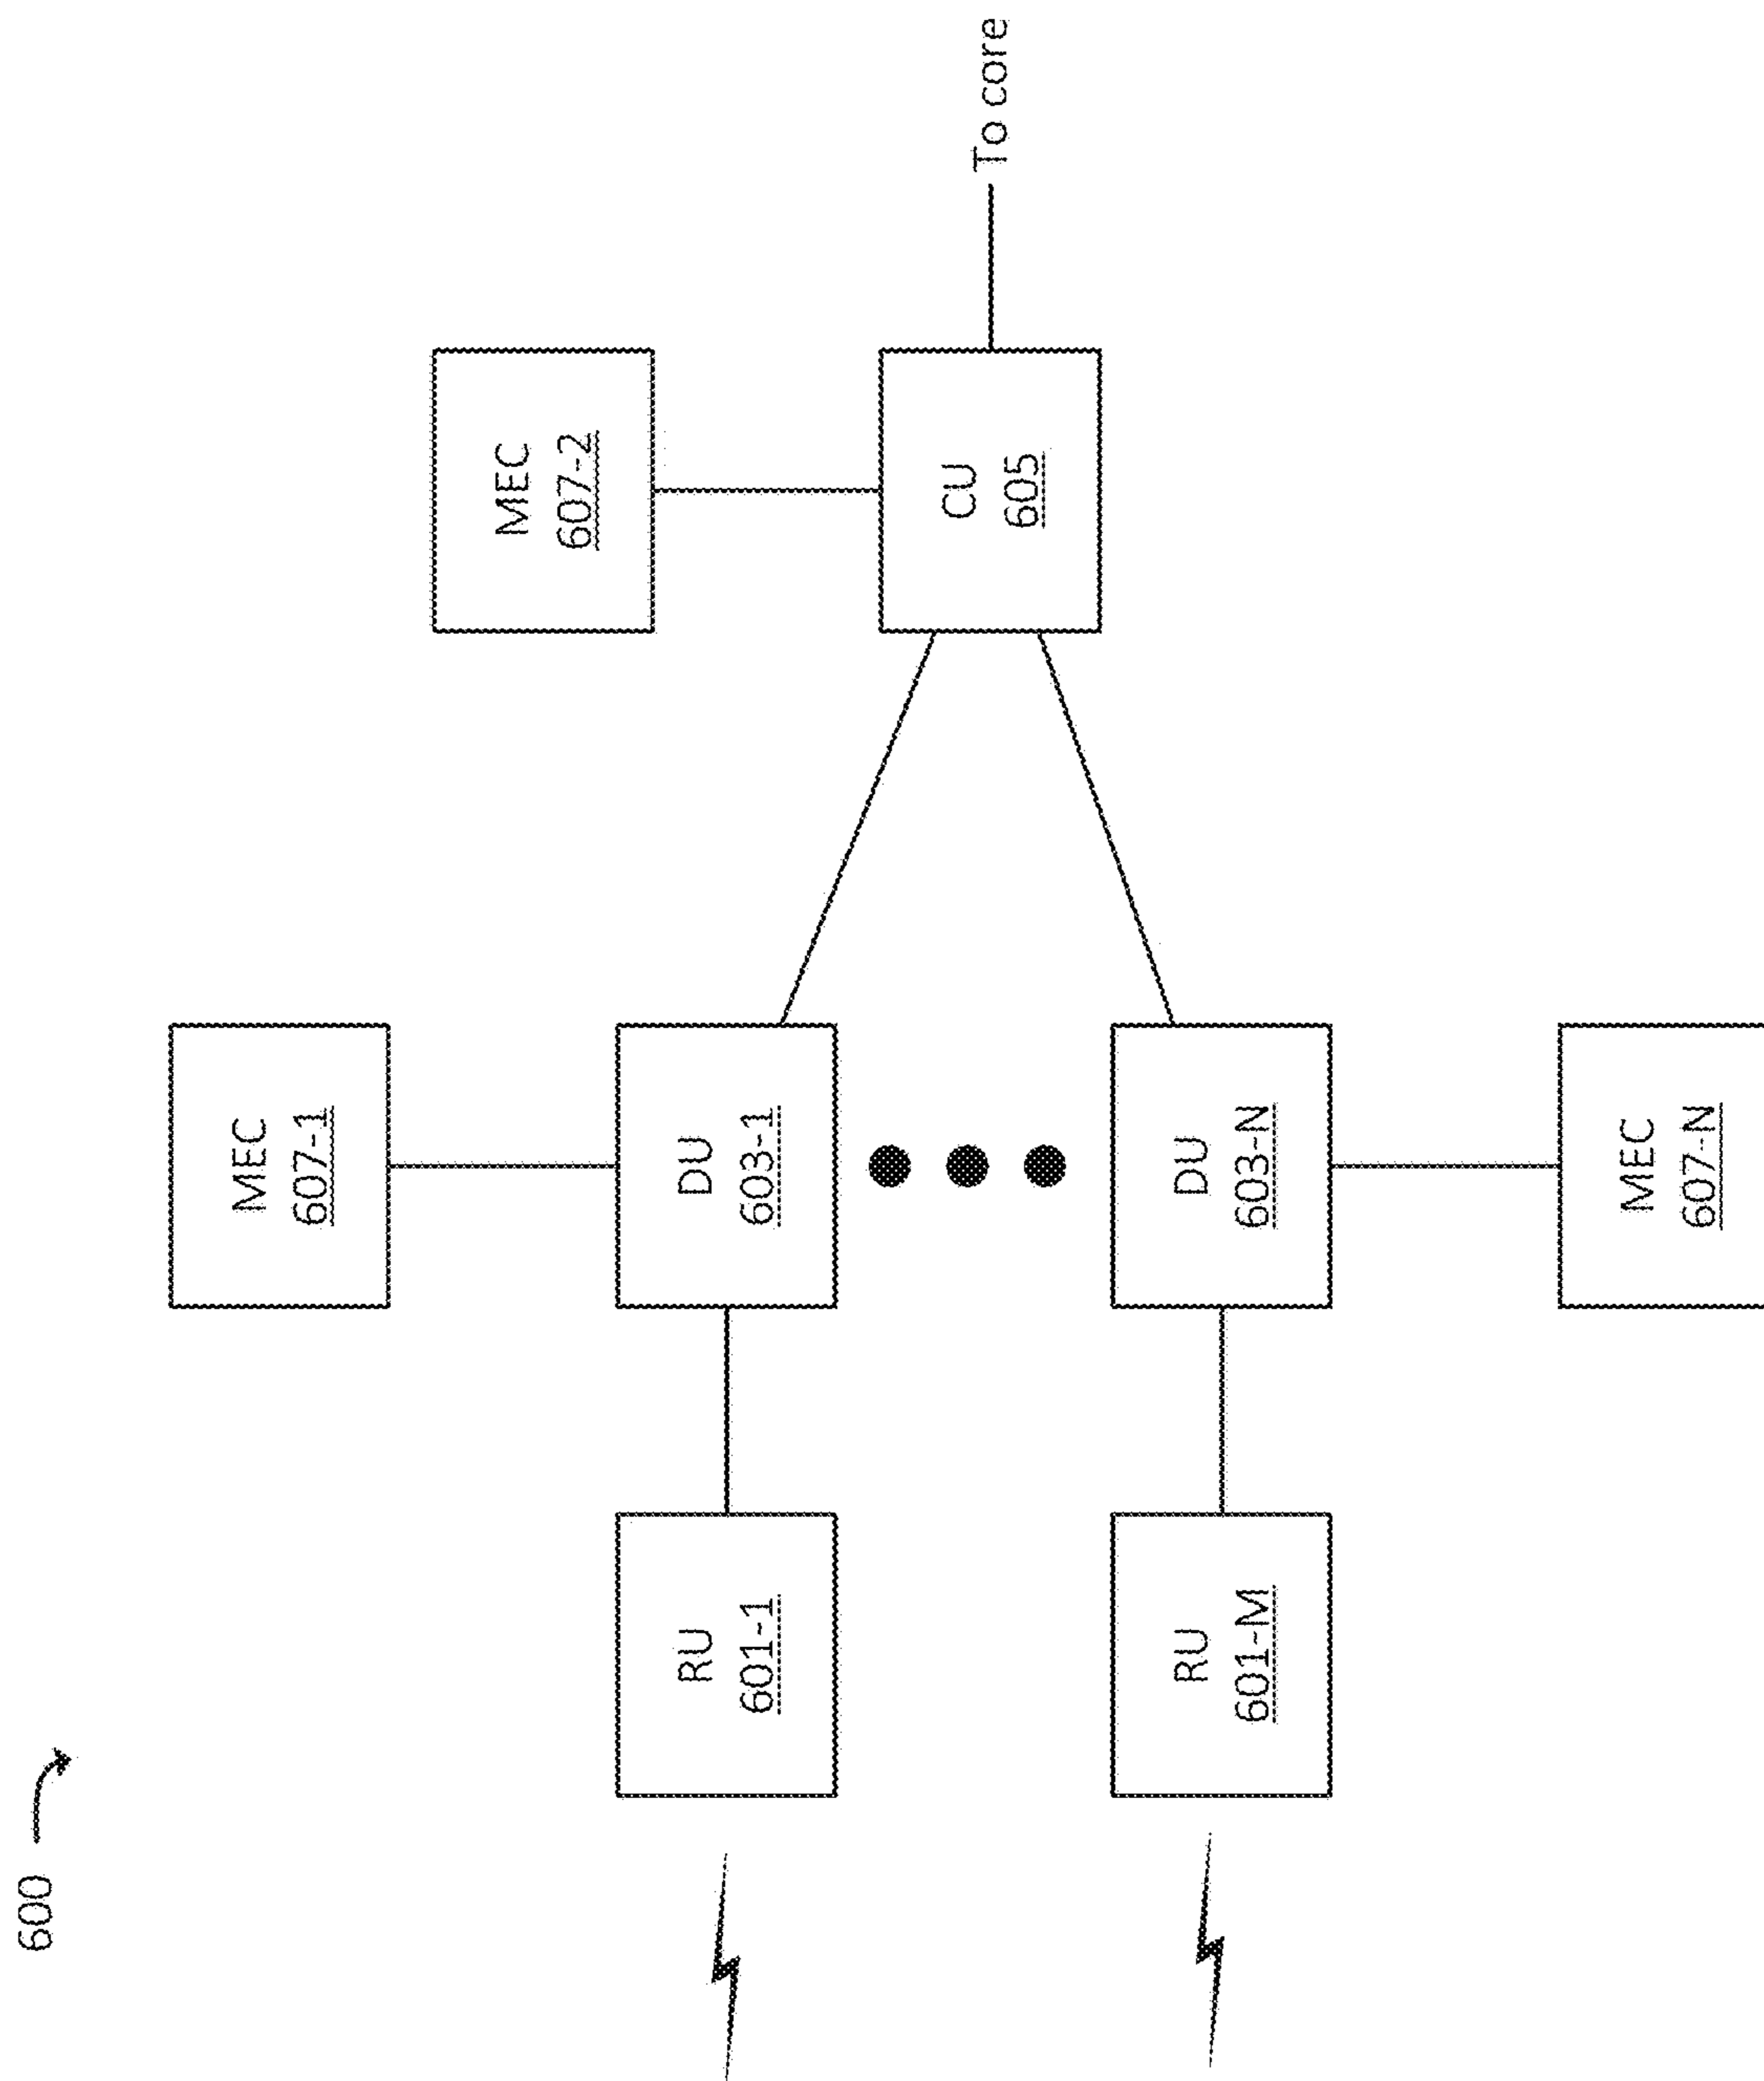 600
MEC
607-1
MEC
607-2
RU
601-1
DU
603-1
CU
605
To core
RU
601-M
DU
603-N
MEC
607-N